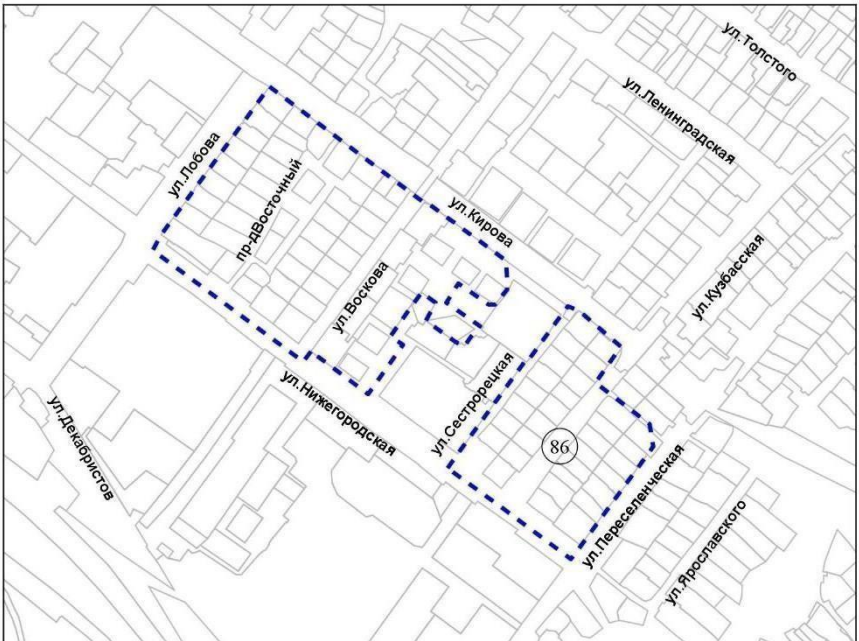 ул.Толстого
ул.Ленинградская
ул.Лобова
пр-дВосточный
ул.Кирова
ул.Кузбасская
ул.Воскова
ул.Сестрорецкая
ул.Нижегородская
ул.Декабристов
86
ул.Переселенческая
ул.Ярославского